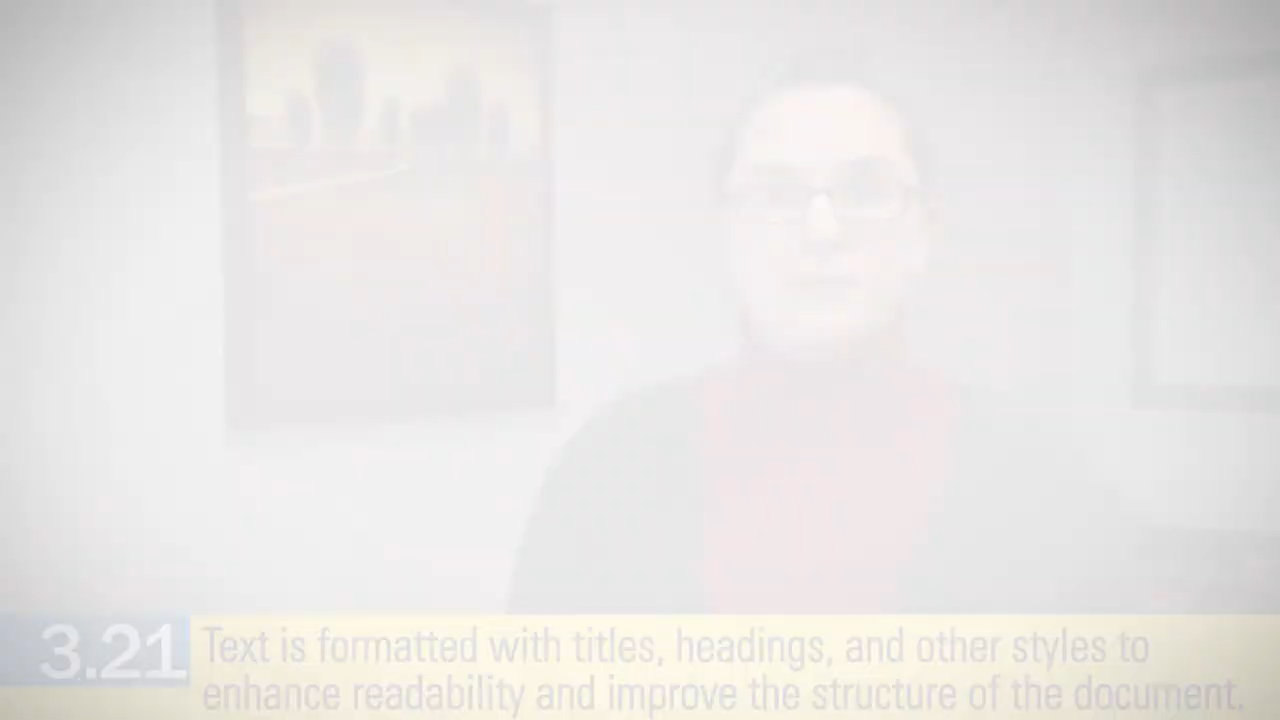 3.21
Text is formatted with titles, headings, and other styles to
enhance readability and improve the structure of the document.